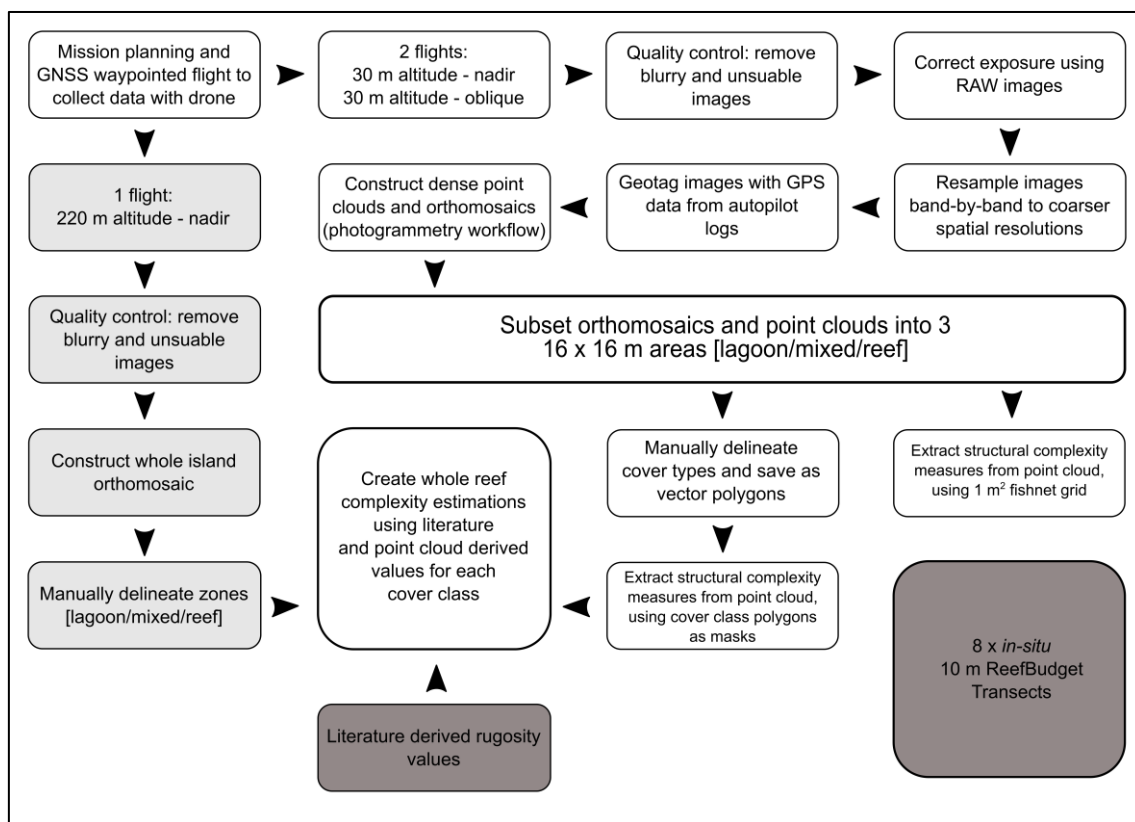 Mission planning and
GNSS waypointed flight to
collect data with drone
2 flights:
30 m altitude - nadir
30 m altitude - oblique
Quality control: remove
blurry and unsuable
images
Correct exposure using
RAW images
1 flight:
220 m altitude - nadir
Construct dense point
clouds and orthomosaics
(photogrammetry workflow)
Geotag images with GPS
data from autopilot
logs
Resample images
band-by-band to coarser
spatial resolutions
Quality control: remove
blurry and unsuable
images
Subset orthomosaics and point clouds into 3
16 x 16 m areas [lagoon/mixed/reef]
Construct whole island
orthomosaic
Create whole reef
complexity estimations
using literature
and point cloud derived
values for each
cover class
Manually delineate
cover types and save as
vector polygons
Extract structural complexity
measures from point cloud,
using 1 m² fishnet grid
Manually delineate zones
[lagoon/mixed/reef]
Extract structural complexity
measures from point cloud,
using cover class polygons
as masks
8 x in-situ
10 m ReefBudget
Transects
Literature derived rugosity
values